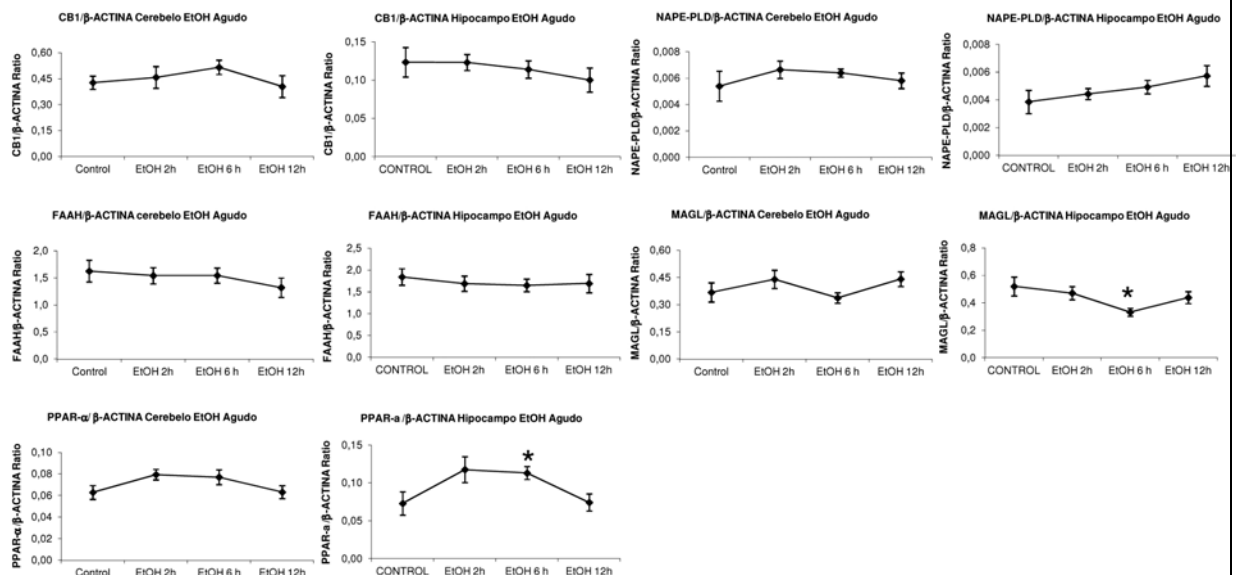 CB1/β-ACTINA Cerebelo EtOH Agudo
CB1/β-ACTINA Ratio
0,60
0,45
0,30
0,15
0,00
Control EtOH 2h EtOH 6 h EtOH 12h
CB1/β-ACTINA Hipocampo EtOH Agudo
CB1/β-ACTINA Ratio
0,15
0,10
0,05
0,00
CONTROL EtOH 2h EtOH 6 h EtOH 12h
NAPE-PLD/β-ACTINA Cerebelo EtOH Agudo
NAPE-PLD/β-ACTINA Ratio
0,008
0,006
0,004
0,002
0,000
Control EtOH 2h EtOH 6 h EtOH 12h
NAPE-PLD/β-ACTINA Hipocampo EtOH Agudo
NAPE-PLD/β-ACTINA Ratio
0,008
0,006
0,004
0,002
0,000
CONTROL EtOH 2h EtOH 6 h EtOH 12h
FAAH/β-ACTINA cerebelo EtOH Agudo
FAAH/β-ACTINA Ratio
2,0
1,5
1,0
0,5
0,0
Control EtOH 2h EtOH 6 h EtOH 12h
FAAH/β-ACTINA Hipocampo EtOH Agudo
FAAH/β-ACTINA Ratio
2,5
2,0
1,5
1,0
0,5
0,0
CONTROL EtOH 2h EtOH 6 h EtOH 12h
MAGL/β-ACTINA Cerebelo EtOH Agudo
MAGL/β-ACTINA Ratio
0,60
0,45
0,30
0,15
0,00
Control EtOH 2h EtOH 6 h EtOH 12h
MAGL/β-ACTINA Hipocampo EtOH Agudo
MAGL/β-ACTINA Ratio
0,8
0,6
0,4
0,2
0,0
*
CONTROL EtOH 2h EtOH 6 h EtOH 12h
PPAR-α/ β-ACTINA Cerebelo EtOH Agudo
PPAR-α/β-ACTINA Ratio
0,10
0,08
0,06
0,04
0,02
0,00
Control EtOH 2h EtOH 6 h EtOH 12h
PPAR-a /β-ACTINA Hipocampo EtOH Agudo
PPAR-a /β-ACTINA Ratio
0,15
0,10
0,05
0,00
*
CONTROL EtOH 2h EtOH 6 h EtOH 12h